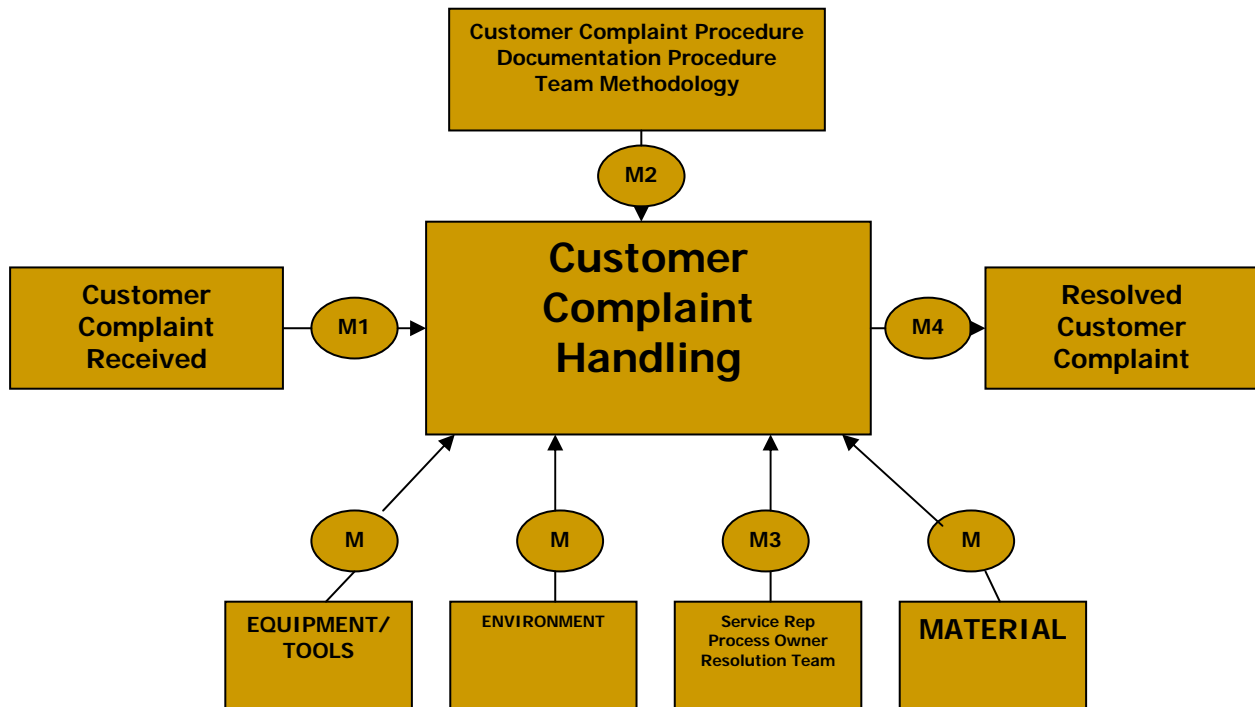 Customer Complaint Procedure
Documentation Procedure
Team Methodology
M2
Customer
Complaint
Received
M1
Customer
Complaint
Handling
M4
Resolved
Customer
Complaint
M
M
M3
M
EQUIPMENT/
TOOLS
ENVIRONMENT
Service Rep
Process Owner
Resolution Team
MATERIAL